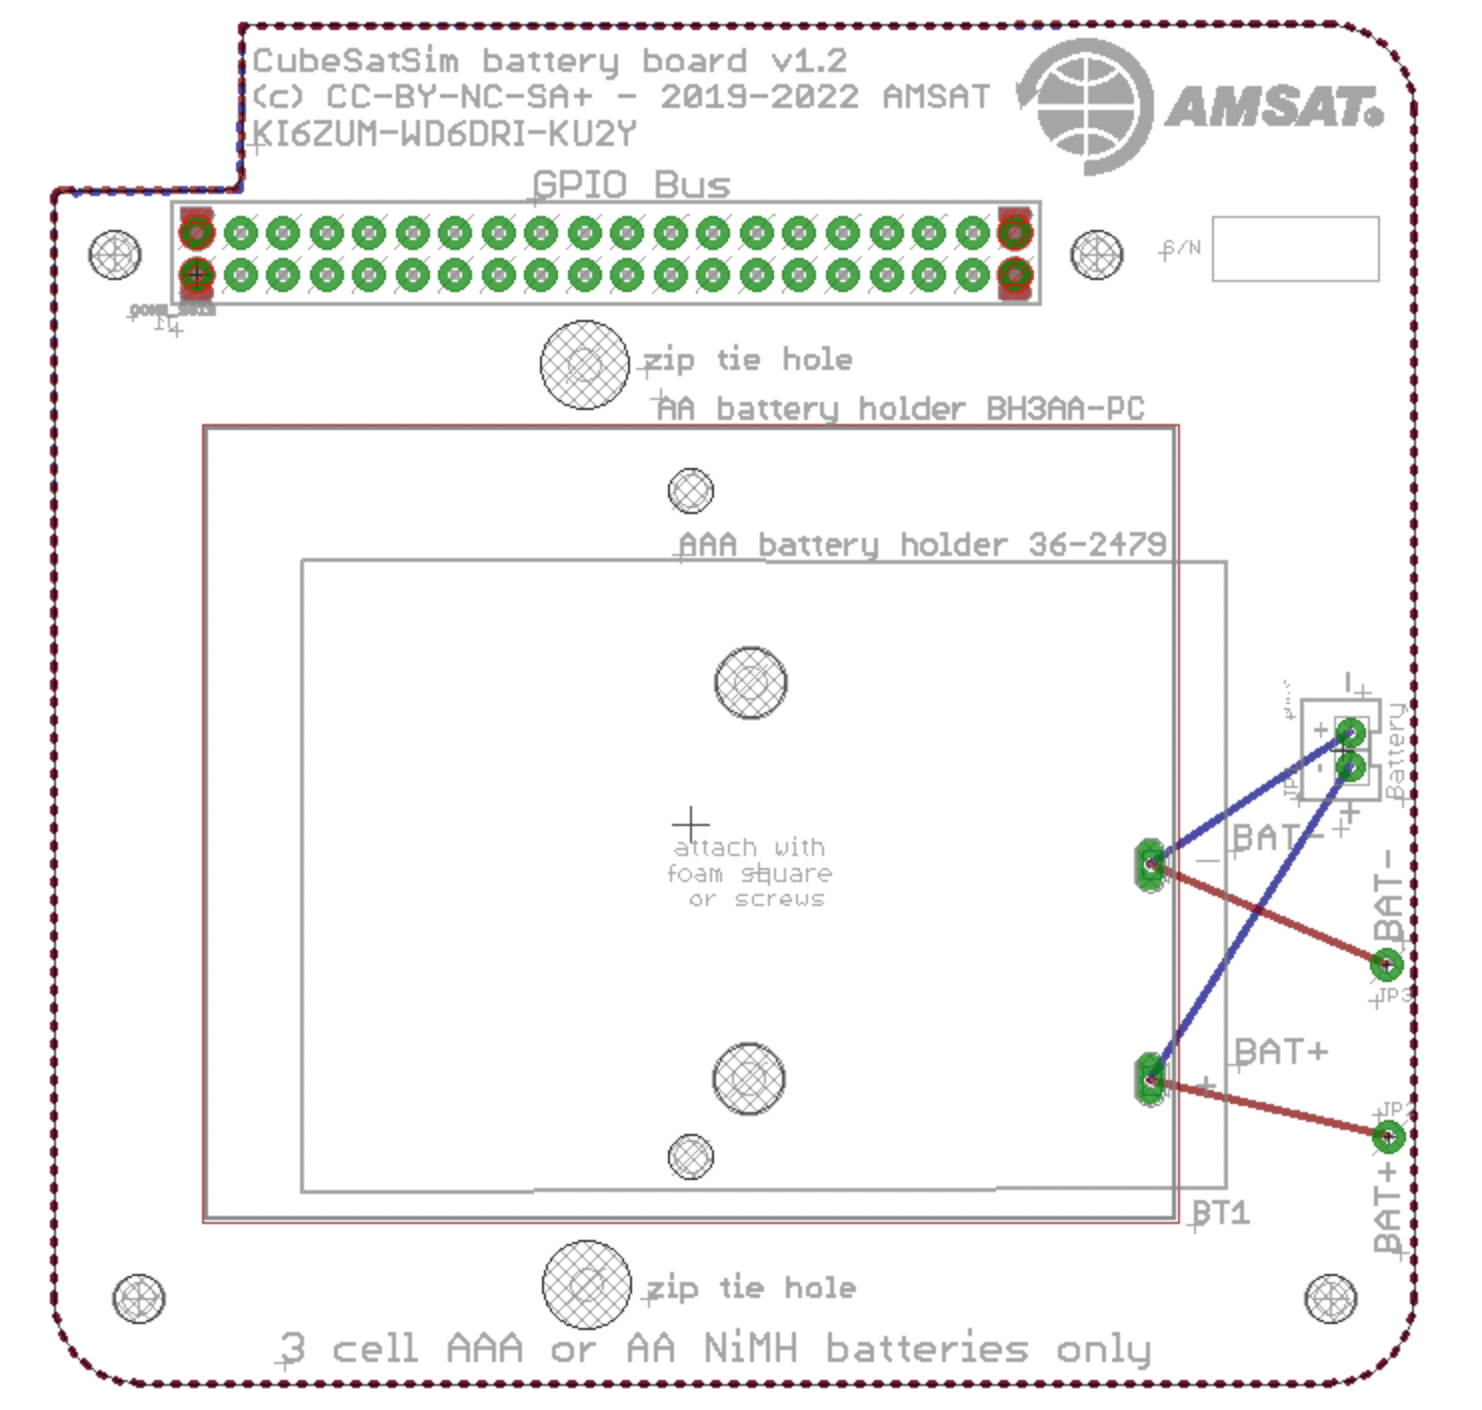 CubeSatSim battery board v1.2
(c) CC-BY-NC-SA+ - 2019-2022 AMSAT
KI6ZUM-WD6DRI-KU2Y
AMSAT®
GPIO Bus
S/N
J1
zip tie hole
AA battery holder BH3AA-PC
AAA battery holder 36-2479
-
+
-
Battery
+
JP
attach with
foam square
or screws
BAT-
-
BAT-
JP3
BAT+
+
JP2
BAT+
BT1
zip tie hole
3 cell AAA or AA NiMH batteries only